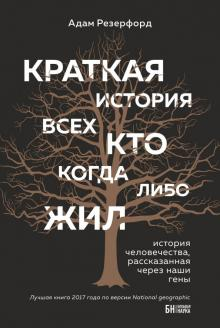 Адам Резерфорд
КРАТКАЯ
ИСТОРИЯ
ВСЕХ
КТО
КОГДА
ЛИБО
ЖИЛ
история
человечества,
рассказанная
через наши
гены
Лучшая книга 2017 года по версии National geographic
БН